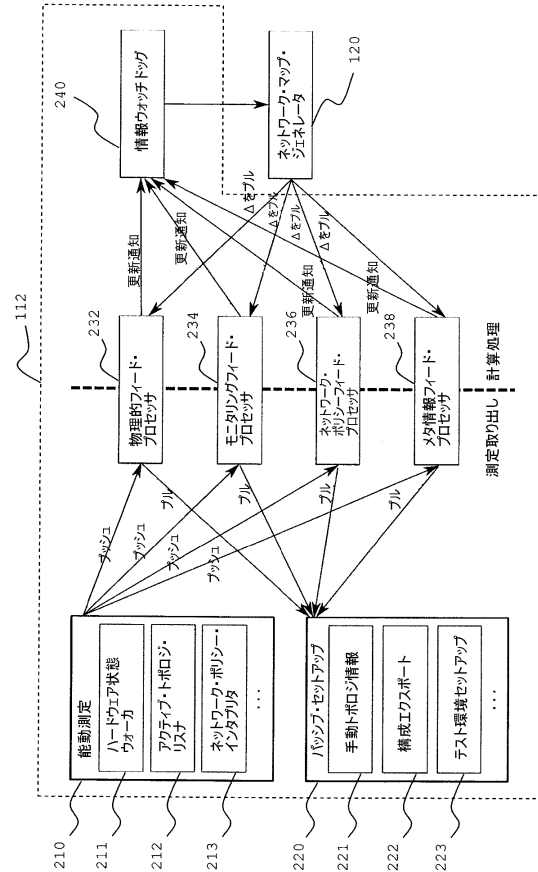 112
210
能動測定
211
ハードウェア状態
ウォーカ
212
アクティブ・トポロジ・
リスナ
213
ネットワーク・ポリシー・
インタプリタ
...
220
パッシブ・セットアップ
221
手動トポロジ情報
222
構成エクスポート
223
テスト環境セットアップ
...
プッシュ
プッシュ
プッシュ
プッシュ
プル
プル
プル
プル
232
物理的フィード・
プロセッサ
234
モニタリングフィード・
プロセッサ
236
ネットワーク・
ポリシーフィード・
プロセッサ
238
メタ情報フィード・
プロセッサ
測定取り出し
計算処理
更新通知
更新通知
更新通知
更新通知
Δをプル
Δをプル
Δをプル
Δをプル
240
情報ウォッチドッグ
120
ネットワーク・マップ・
ジェネレータ